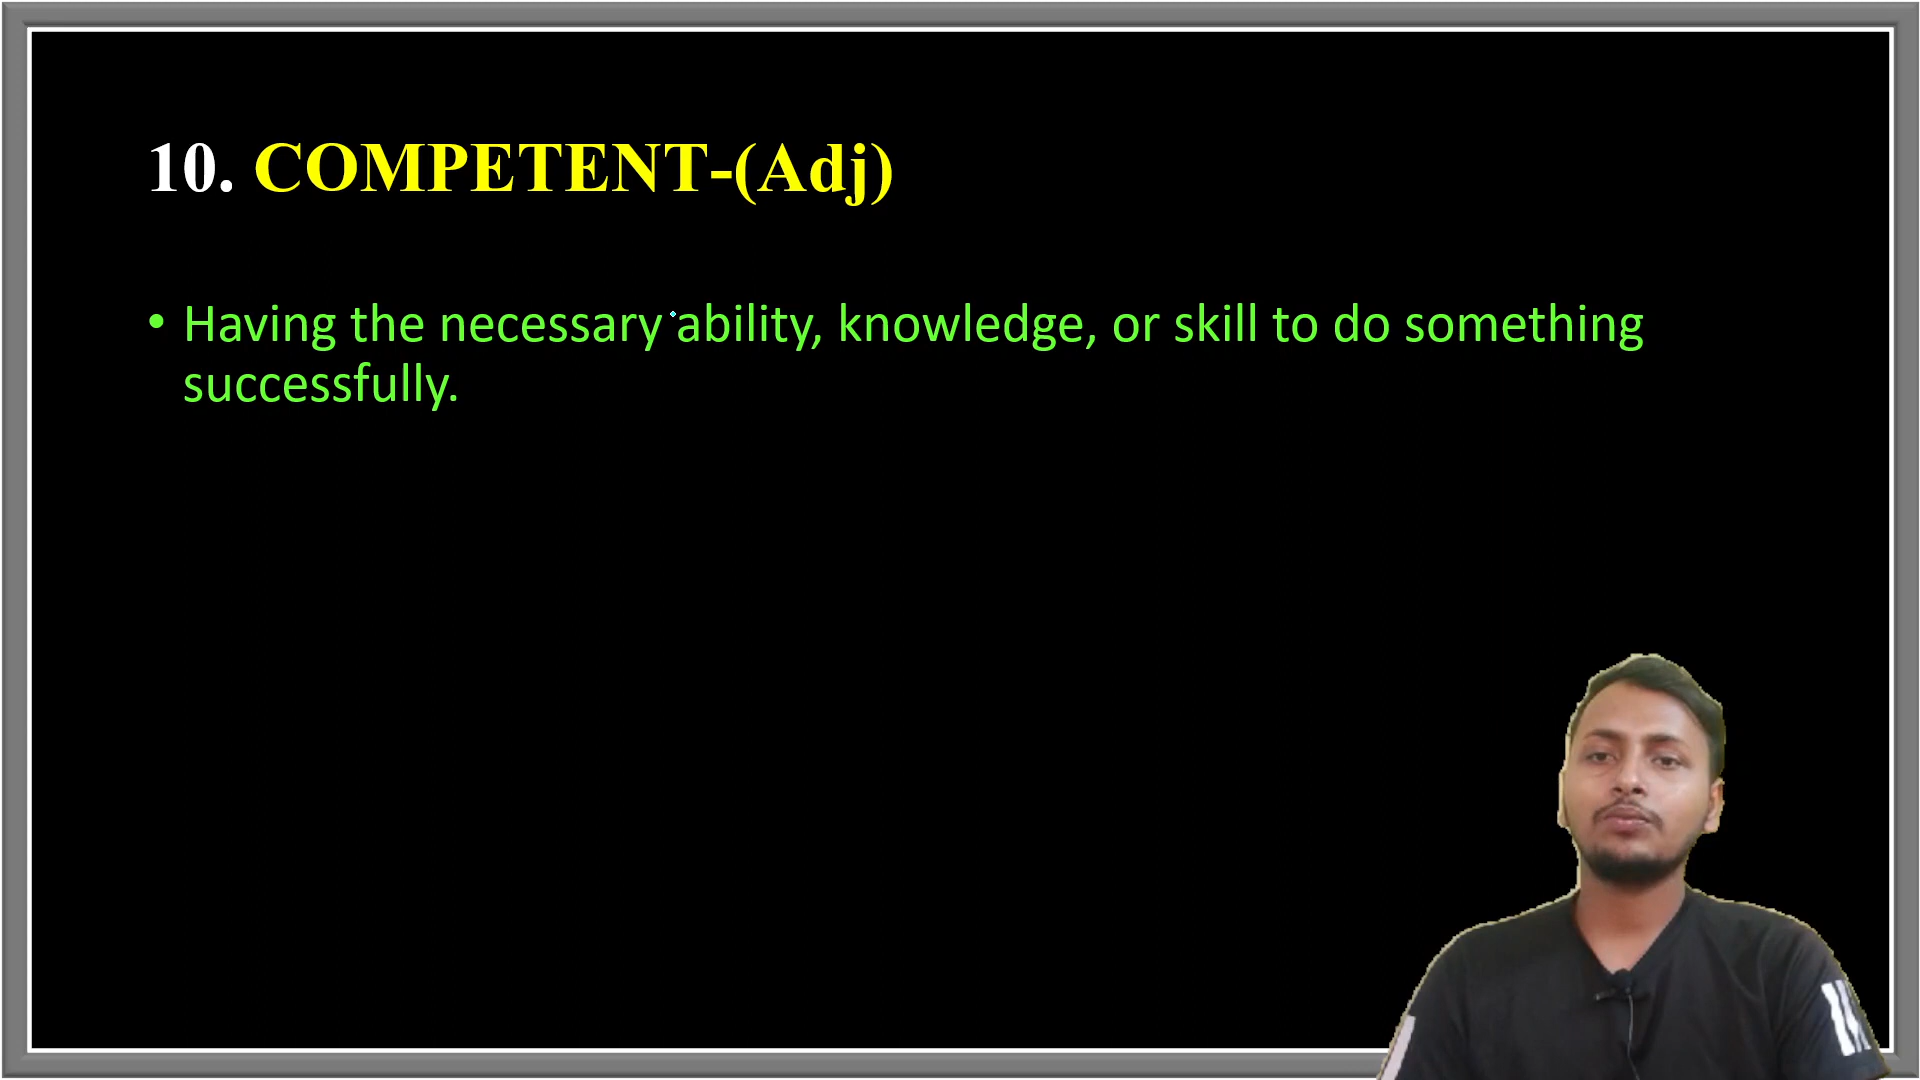 10. COMPETENT-(Adj)
• Having the necessary ability, knowledge, or skill to do something
successfully.